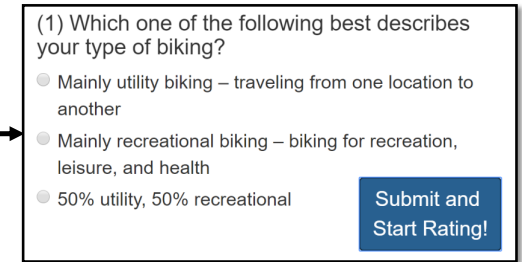 (1) Which one of the following best describes
your type of biking?
Mainly utility biking – traveling from one location to
another
Mainly recreational biking – biking for recreation,
leisure, and health
50% utility, 50% recreational
Submit and
Start Rating!